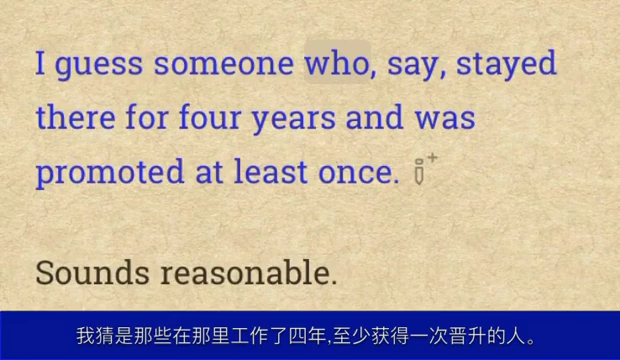 I guess someone who, say, stayed
there for four years and was
promoted at least once.
Sounds reasonable.
我猜是那些在那里工作了四年,至少获得一次晋升的人。